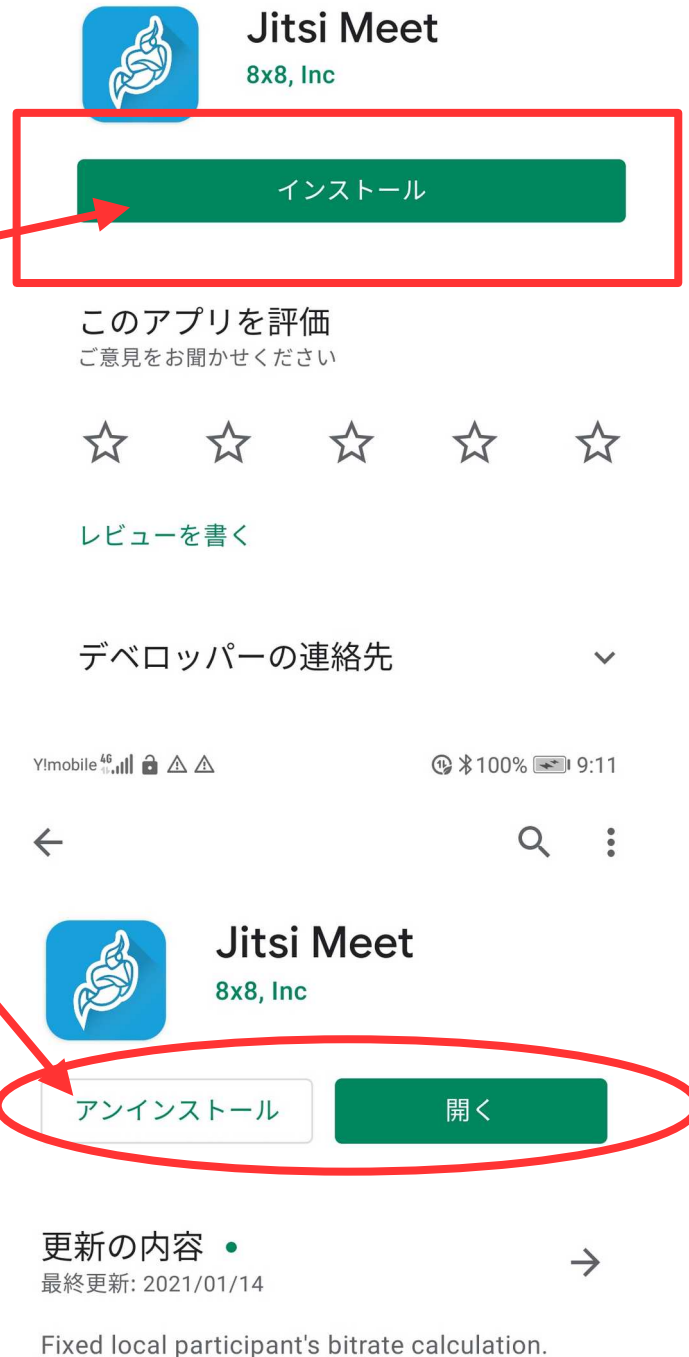 Jitsi Meet
8x8, Inc
インストール
このアプリを評価
ご意見をお聞かせください
レビューを書く
デベロッパーの連絡先
Y!mobile 4G 100% 9:11
Jitsi Meet
8x8, Inc
アンインストール 開く
更新の内容
最終更新: 2021/01/14
Fixed local participant's bitrate calculation.